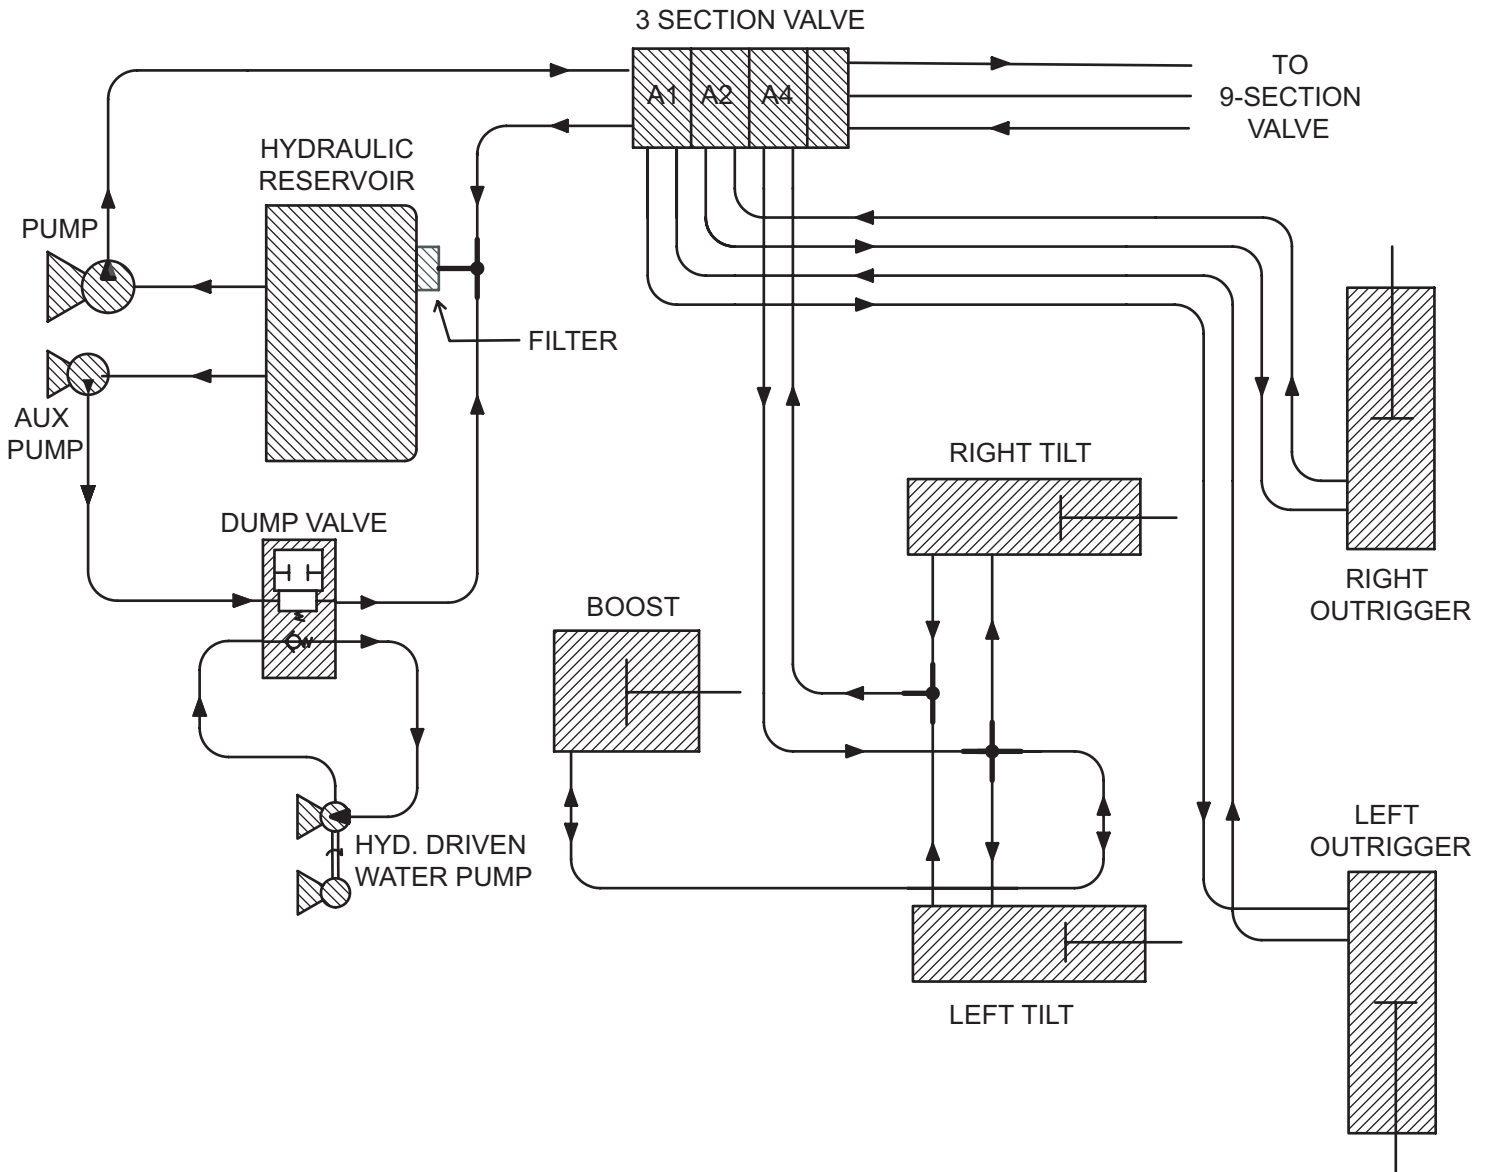 3 SECTION VALVE
A1 A2 A4
TO
9-SECTION
VALVE
HYDRAULIC
RESERVOIR
PUMP
FILTER
AUX
PUMP
RIGHT TILT
DUMP VALVE
RIGHT
OUTRIGGER
BOOST
LEFT
OUTRIGGER
HYD. DRIVEN
WATER PUMP
LEFT TILT